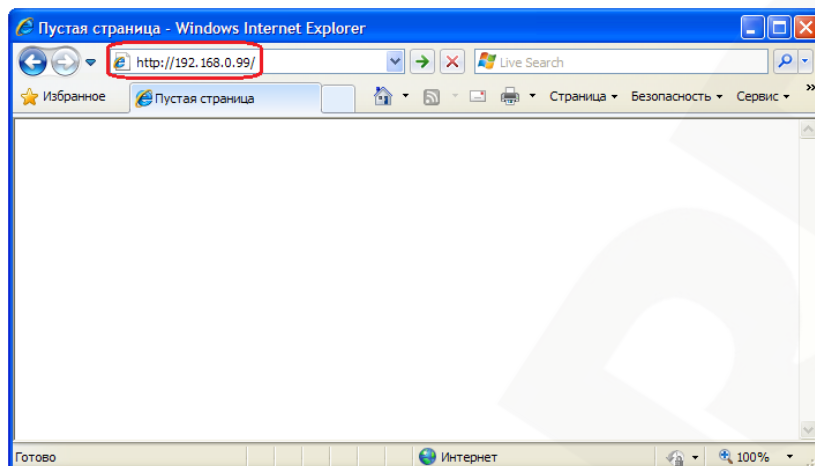 Пустая страница - Windows Internet Explorer
http://192.168.0.99/
Live Search
Избранное
Пустая страница
Страница
Безопасность
Сервис
»
Готово
Интернет
100%